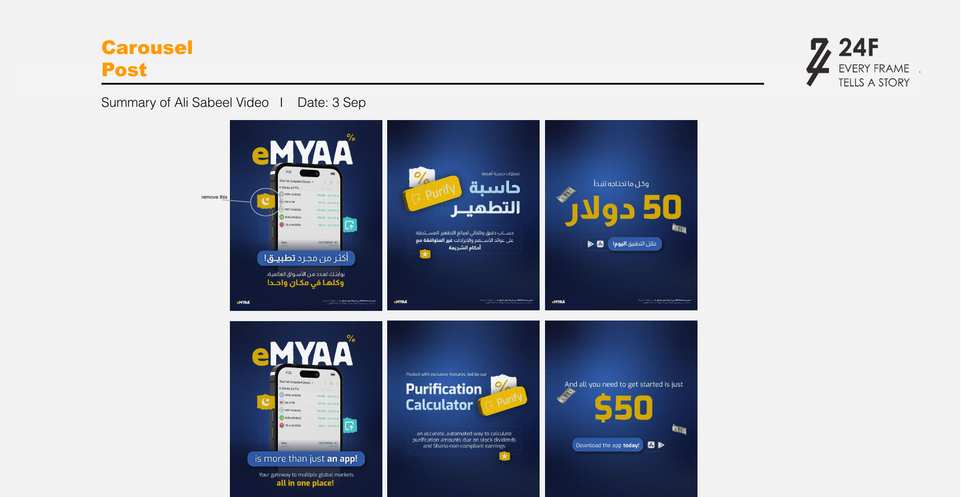 Carousel
Post
24F
EVERY FRAME
TELLS A STORY
Summary of Ali Sabeel Video | Date: 3 Sep
remove this
eMYAA%
أكثر من مجرد تطبيق!
بوابتك لعدد من الأسواق العالمية،
وكلها في مكان واحد!
eMYAA
%
Purify
حاسبة
التطهير
حساب دقيق وتلقائي لمبالغ التطهير المستحقة
على عوائد الأسهم والإيرادات غير المتوافقة مع
أحكام الشريعة
eMYAA
وكل ما تحتاجه لتبدأ
50 دولار
حمّل التطبيق اليوم!
eMYAA
eMYAA%
is more than just an app!
Your gateway to multiple global markets
all in one place!
Packed with exclusive features led by our
Purification
Calculator
%
Purify
an accurate, automated way to calculate
purification amounts due on stock dividends
and Sharia-non-compliant earnings
And all you need to get started is just
$50
Download the app today!